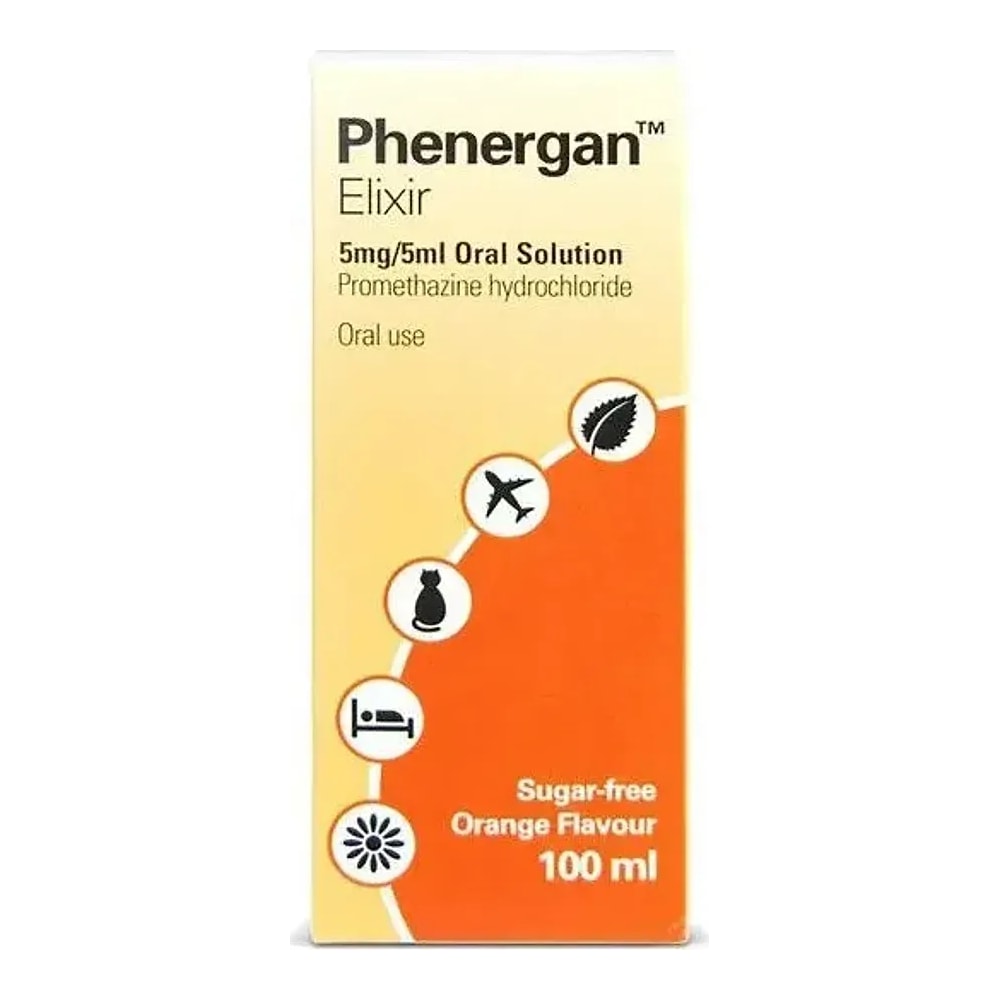 Phenergan™
Elixir
5mg/5ml Oral Solution
Promethazine hydrochloride
Oral use
Sugar-free
Orange Flavour
100 ml